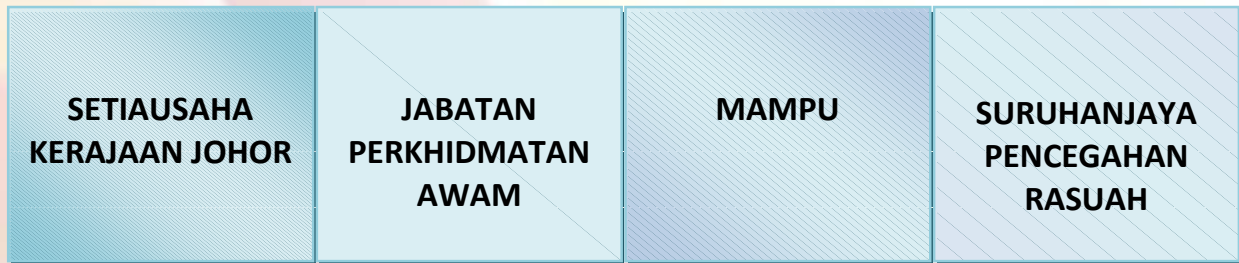 SETIAUSAHA
KERAJAAN JOHOR
JABATAN
PERKHIDMATAN
AWAM
MAMPU
SURUHANJAYA
PENCEGAHAN
RASUAH